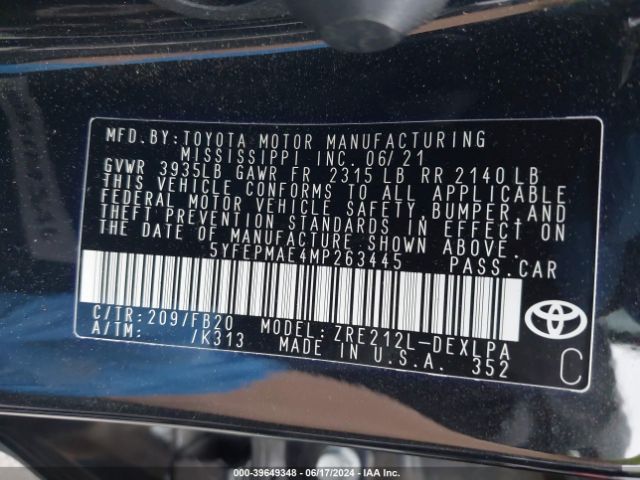 MFD.BY:TOYOTA MOTOR MANUFACTURING
MISSISSIPPI INC. 06/21
GVWR 3935LB GAWR FR 2315 LB RR 2140 LB
THIS VEHICLE CONFORMS TO ALL APPLICABLE
FEDERAL MOTOR VEHICLE SAFETY,BUMPER,AND
THEFT PREVENTION STANDARDS IN EFFECT ON
THE DATE OF MANUFACTURE SHOWN ABOVE.
5YFEPMAE4MP263445 PASS.CAR
C/TR:209/FB20 MODEL:ZRE212L-DEXLPA
A/TM: /K313 MADE IN U.S.A. 352
C
000-39649348 - 06/17/2024 - IAA Inc.